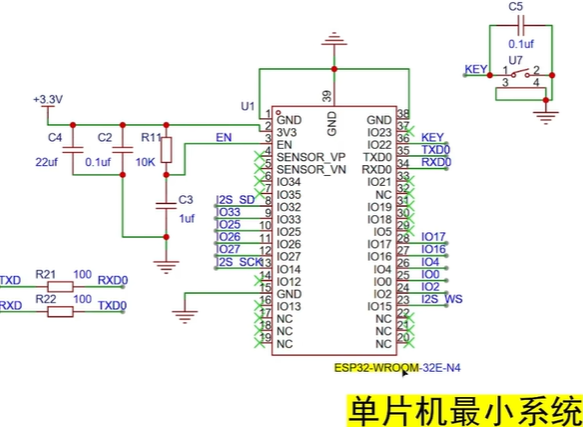 C5
0.1uf
U7
KEY 1 2
3 4
+3.3V
C4
22uf
C2
0.1uf
R11
10K
EN
C3
1uf
U1
39
GND
1 GND
2 3V3
3 EN
4 SENSOR_VP
5 SENSOR_VN
6 IO34
7 IO35
I2S_SD 8 IO32
IO33 9 IO33
IO25 10 IO25
IO26 11 IO26
IO27 12 IO27
I2S_SCK 13 IO14
14 IO12
15 GND
16 IO13
17 NC
18 NC
19 NC
GND 38
IO23 37
IO22 36 KEY
TXD0 35 TXD0
RXD0 34 RXD0
IO21 33
NC 32
IO19 31
IO18 30
IO5 29
IO17 28 IO17
IO16 27 IO16
IO4 26 IO4
IO0 25 IO0
IO2 24 IO2
IO15 23 I2S_WS
NC 22
NC 21
NC 20
TXD R21 100 RXD0
RXD R22 100 TXD0
ESP32-WROOM-32E-N4
单片机最小系统